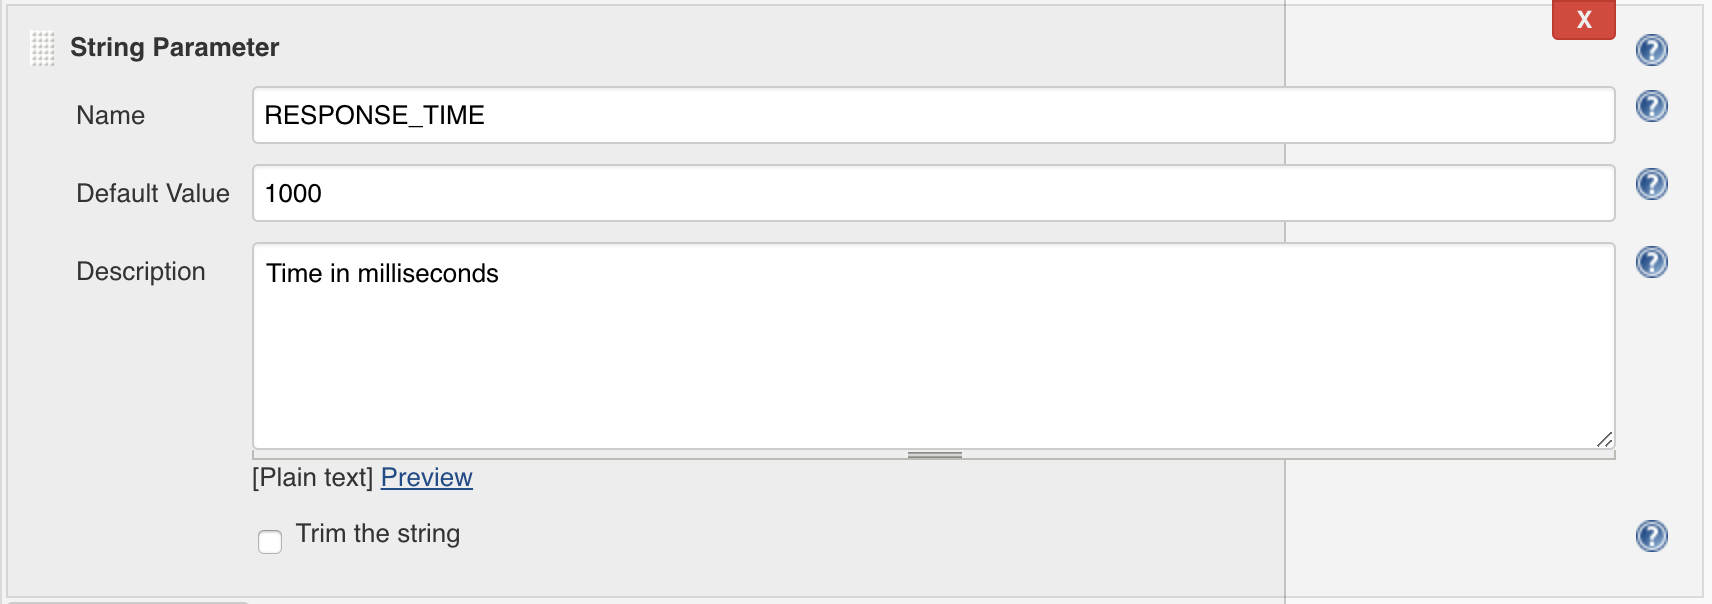 X
String Parameter
Name
RESPONSE_TIME
Default Value
1000
Description
Time in milliseconds
[Plain text] Preview
Trim the string